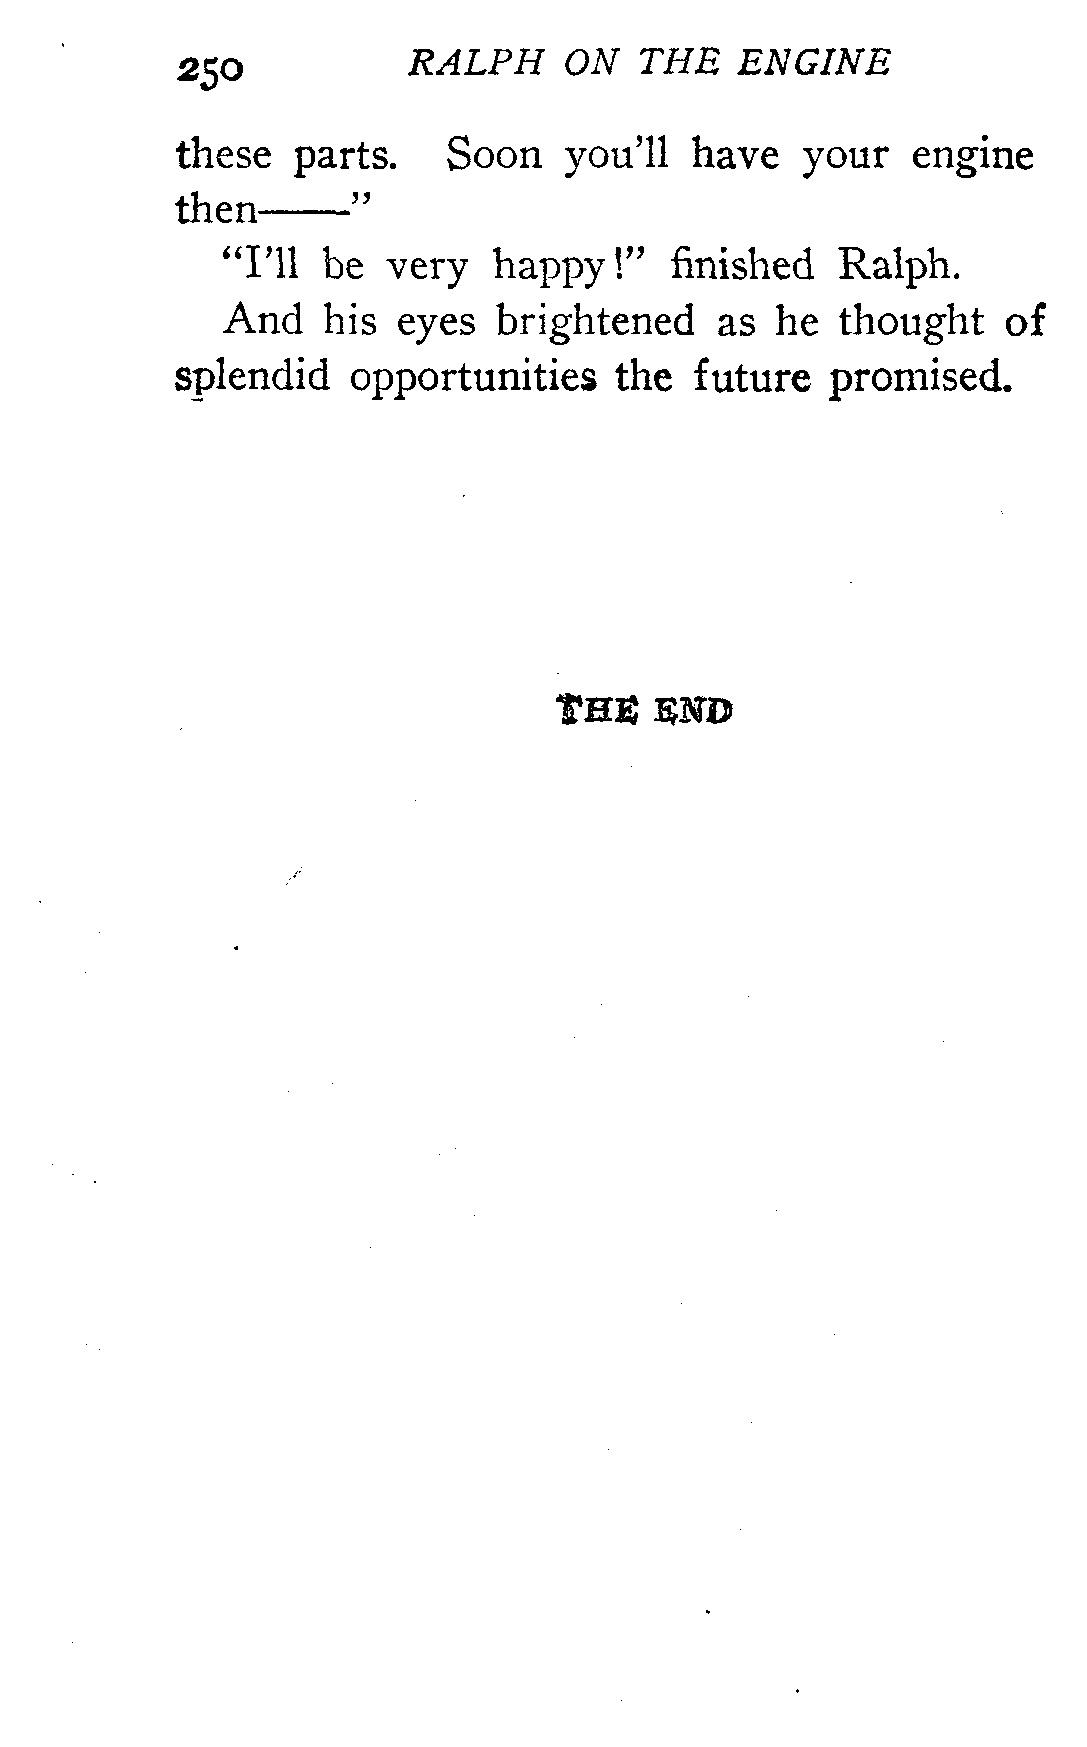 250 RALPH ON THE ENGINE
these parts. Soon you'll have your engine
then——"
"I'll be very happy!" finished Ralph.
And his eyes brightened as he thought of
splendid opportunities the future promised.
THE END